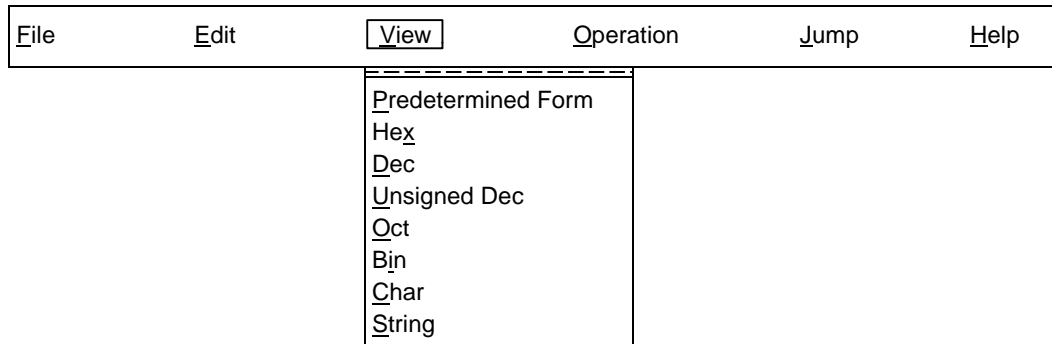 File Edit View Operation Jump Help
Predetermined Form
Hex
Dec
Unsigned Dec
Oct
Bin
Char
String